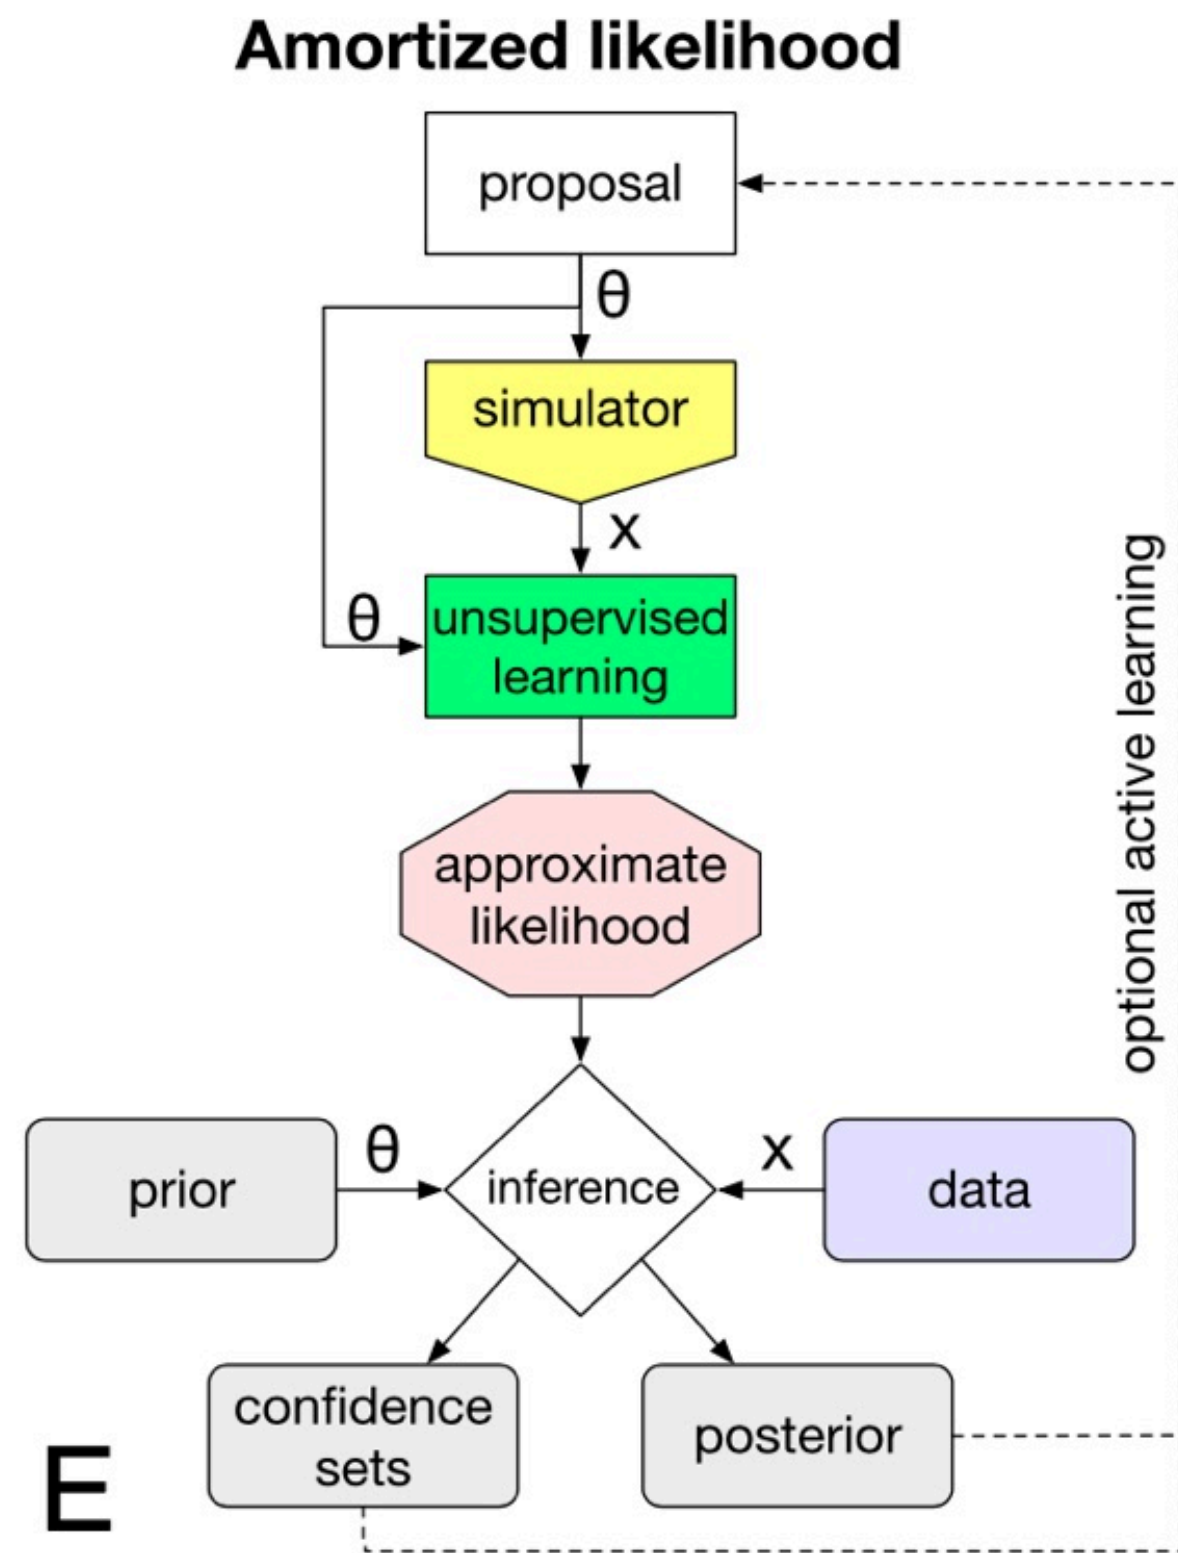 Amortized likelihood
proposal
θ
simulator
x
θ
unsupervised
learning
approximate
likelihood
optional active learning
prior
θ
inference
x
data
confidence
sets
posterior
E